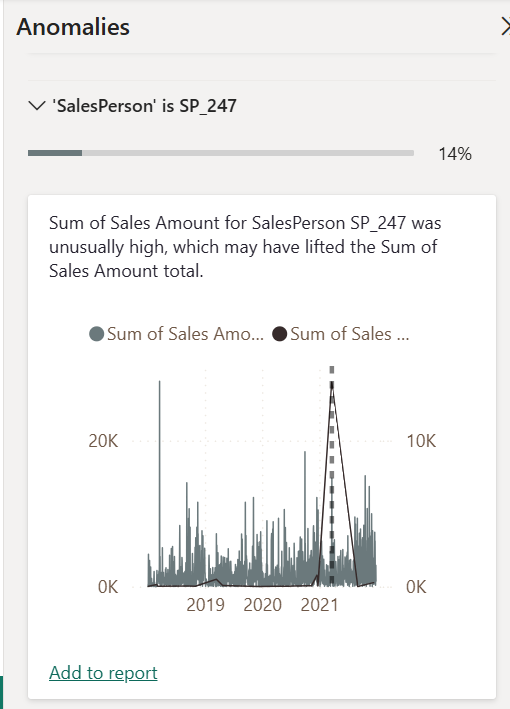 Anomalies
'SalesPerson' is SP_247
14%
Sum of Sales Amount for SalesPerson SP_247 was
unusually high, which may have lifted the Sum of
Sales Amount total.
Sum of Sales Amo... Sum of Sales ...
20K 10K
0K 0K
2019 2020 2021
Add to report